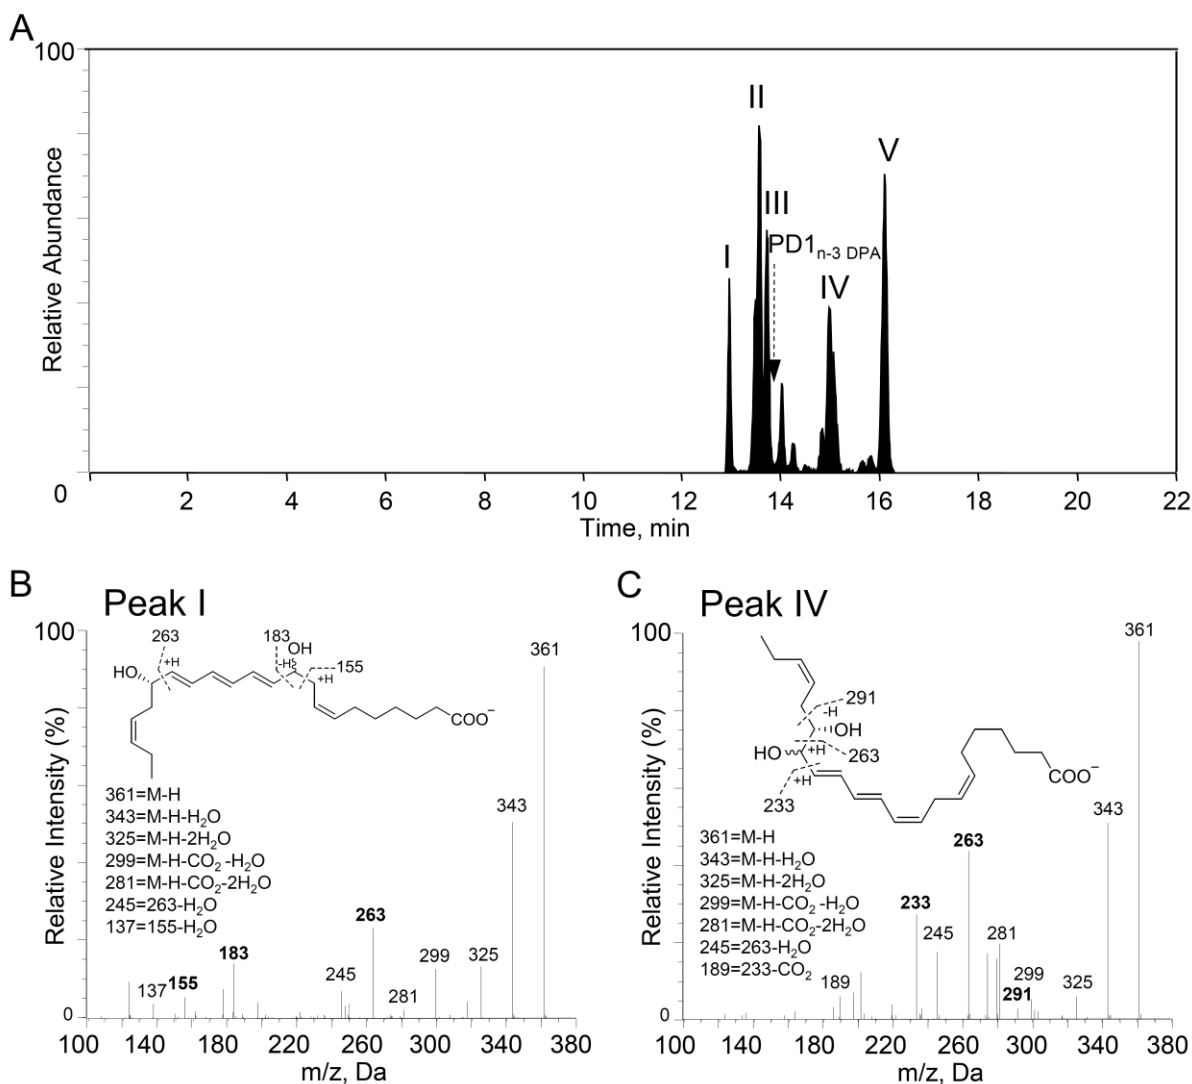 A
100
II
III
PD1n-3 DPA
I
IV
V
Relative Abundance
0
2 4 6 8 10 12 14 16 18 20 22
Time, min
B
Peak I
100
263
+H
HO
183
-H
OH
155
+H
COO−
361
361=M-H
343=M-H-H2O
325=M-H-2H2O
299=M-H-CO2 -H2O
281=M-H-CO2-2H2O
245=263-H2O
137=155-H2O
343
263
183
137 155
245
281
299
325
Relative Intensity (%)
0
100 140 180 220 260 300 340 380
m/z, Da
C
Peak IV
100
291
-H
OH
HO
+H
263
+H
233
COO−
361
361=M-H
343=M-H-H2O
325=M-H-2H2O
299=M-H-CO2 -H2O
281=M-H-CO2-2H2O
245=263-H2O
189=233-CO2
343
263
233
245
281
299
291
189
325
Relative Intensity (%)
0
100 140 180 220 260 300 340 380
m/z, Da